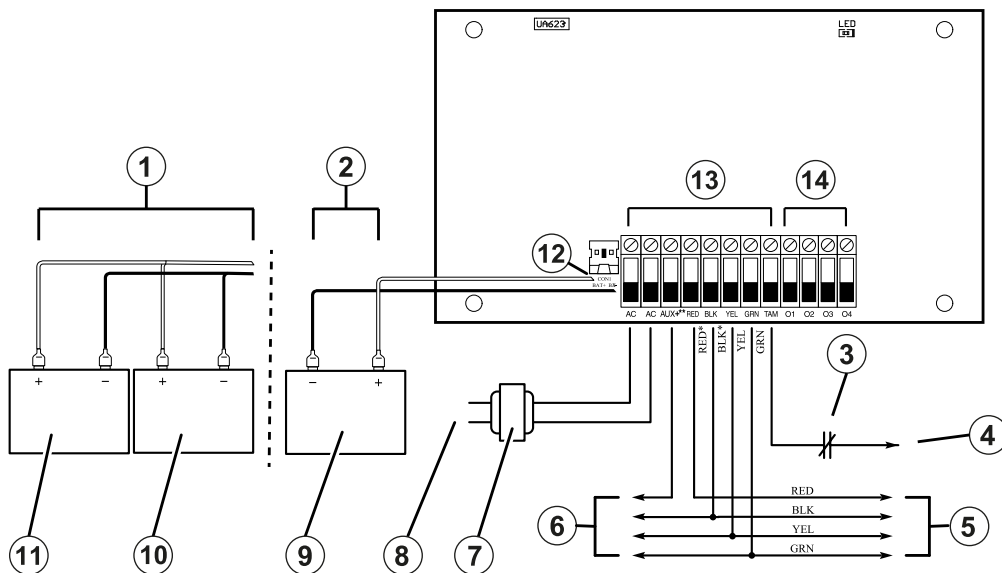 UA623
LED
1
2
13
14
12
CON1
BAT+ BA-
AC AC AUX+** RED BLK YEL GRN TAM O1 O2 O3 O4
RED* BLK* YEL GRN
3
4
+ − + −
− +
RED
BLK
YEL
GRN
6
5
11
10
9
8
7